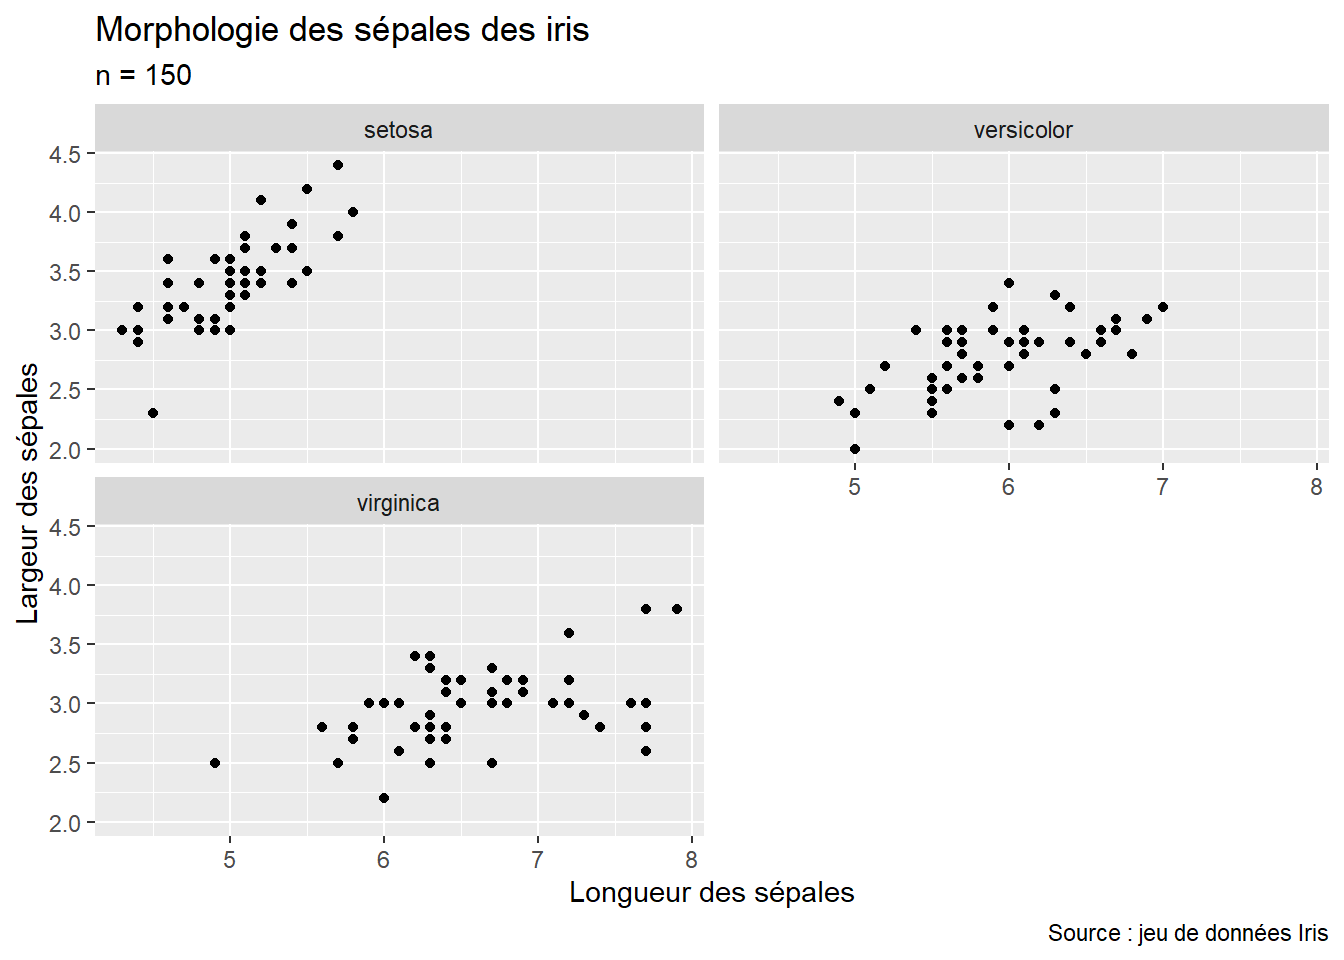 Morphologie des sépales des iris
n = 150
setosa
versicolor
4.5
4.0
3.5
3.0
2.5
2.0
5 6 7 8
virginica
4.5
4.0
3.5
3.0
2.5
2.0
5 6 7 8
Largeur des sépales
Longueur des sépales
Source : jeu de données Iris